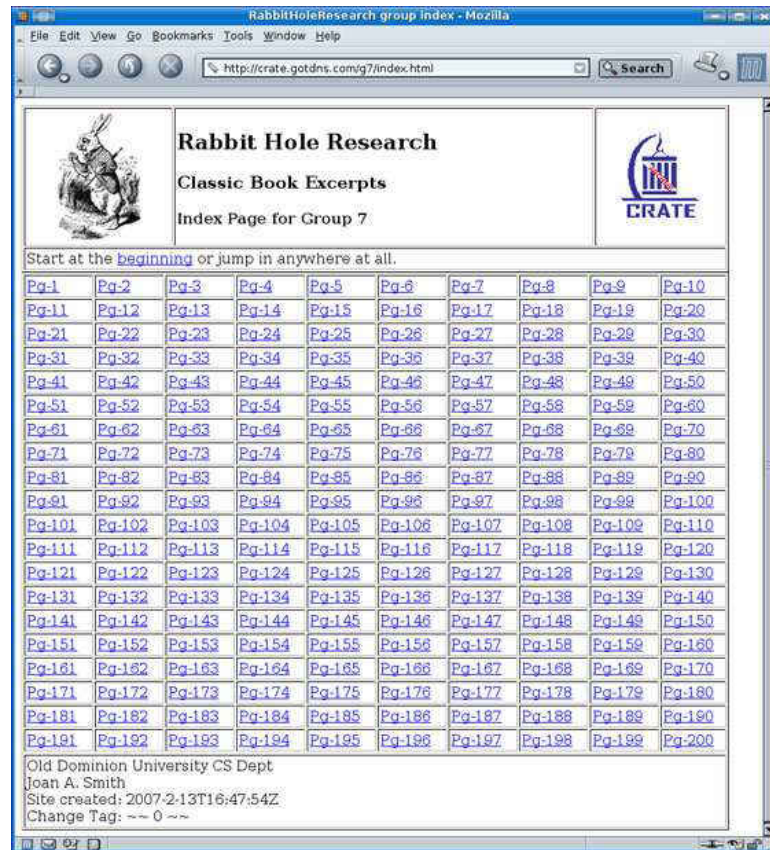 RabbitHoleResearch group index - Mozilla
File Edit View Go Bookmarks Tools Window Help
http://crate.gotdns.com/g7/index.html Search
Rabbit Hole Research
Classic Book Excerpts
Index Page for Group 7
CRATE
Start at the beginning or jump in anywhere at all.
Pg-1 Pg-2 Pg-3 Pg-4 Pg-5 Pg-6 Pg-7 Pg-8 Pg-9 Pg-10
Pg-11 Pg-12 Pg-13 Pg-14 Pg-15 Pg-16 Pg-17 Pg-18 Pg-19 Pg-20
Pg-21 Pg-22 Pg-23 Pg-24 Pg-25 Pg-26 Pg-27 Pg-28 Pg-29 Pg-30
Pg-31 Pg-32 Pg-33 Pg-34 Pg-35 Pg-36 Pg-37 Pg-38 Pg-39 Pg-40
Pg-41 Pg-42 Pg-43 Pg-44 Pg-45 Pg-46 Pg-47 Pg-48 Pg-49 Pg-50
Pg-51 Pg-52 Pg-53 Pg-54 Pg-55 Pg-56 Pg-57 Pg-58 Pg-59 Pg-60
Pg-61 Pg-62 Pg-63 Pg-64 Pg-65 Pg-66 Pg-67 Pg-68 Pg-69 Pg-70
Pg-71 Pg-72 Pg-73 Pg-74 Pg-75 Pg-76 Pg-77 Pg-78 Pg-79 Pg-80
Pg-81 Pg-82 Pg-83 Pg-84 Pg-85 Pg-86 Pg-87 Pg-88 Pg-89 Pg-90
Pg-91 Pg-92 Pg-93 Pg-94 Pg-95 Pg-96 Pg-97 Pg-98 Pg-99 Pg-100
Pg-101 Pg-102 Pg-103 Pg-104 Pg-105 Pg-106 Pg-107 Pg-108 Pg-109 Pg-110
Pg-111 Pg-112 Pg-113 Pg-114 Pg-115 Pg-116 Pg-117 Pg-118 Pg-119 Pg-120
Pg-121 Pg-122 Pg-123 Pg-124 Pg-125 Pg-126 Pg-127 Pg-128 Pg-129 Pg-130
Pg-131 Pg-132 Pg-133 Pg-134 Pg-135 Pg-136 Pg-137 Pg-138 Pg-139 Pg-140
Pg-141 Pg-142 Pg-143 Pg-144 Pg-145 Pg-146 Pg-147 Pg-148 Pg-149 Pg-150
Pg-151 Pg-152 Pg-153 Pg-154 Pg-155 Pg-156 Pg-157 Pg-158 Pg-159 Pg-160
Pg-161 Pg-162 Pg-163 Pg-164 Pg-165 Pg-166 Pg-167 Pg-168 Pg-169 Pg-170
Pg-171 Pg-172 Pg-173 Pg-174 Pg-175 Pg-176 Pg-177 Pg-178 Pg-179 Pg-180
Pg-181 Pg-182 Pg-183 Pg-184 Pg-185 Pg-186 Pg-187 Pg-188 Pg-189 Pg-190
Pg-191 Pg-192 Pg-193 Pg-194 Pg-195 Pg-196 Pg-197 Pg-198 Pg-199 Pg-200
Old Dominion University CS Dept
Joan A. Smith
Site created: 2007-2-13T16:47:54Z
Change Tag: ~~ 0 ~~